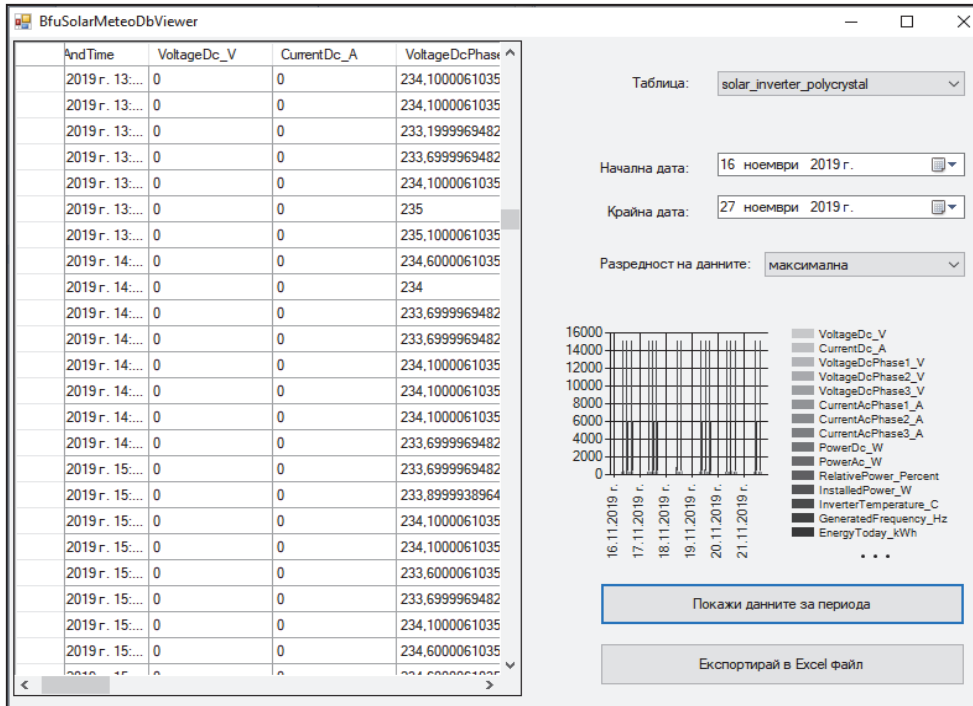 BfuSolarMeteoDbViewer
AndTime VoltageDc_V CurrentDc_A VoltageDcPhase
2019 г. 13:... 0 0 234,1000061035
2019 г. 13:... 0 0 234,1000061035
2019 г. 13:... 0 0 233,1999969482
2019 г. 13:... 0 0 233,6999969482
2019 г. 13:... 0 0 234,1000061035
2019 г. 13:... 0 0 235
2019 г. 13:... 0 0 235,1000061035
2019 г. 14:... 0 0 234,6000061035
2019 г. 14:... 0 0 234
2019 г. 14:... 0 0 233,6999969482
2019 г. 14:... 0 0 233,6999969482
2019 г. 14:... 0 0 234,1000061035
2019 г. 14:... 0 0 234,1000061035
2019 г. 14:... 0 0 234,1000061035
2019 г. 14:... 0 0 233,6999969482
2019 г. 15:... 0 0 233,6999969482
2019 г. 15:... 0 0 233,8999938964
2019 г. 15:... 0 0 234,1000061035
2019 г. 15:... 0 0 234,1000061035
2019 г. 15:... 0 0 233,6000061035
2019 г. 15:... 0 0 233,6999969482
2019 г. 15:... 0 0 234,1000061035
2019 г. 15:... 0 0 234,1000061035
2019 г. 15:... 0 0 234,6000061035
Таблица: solar_inverter_polycrystal
Начална дата: 16 ноември 2019 г.
Крайна дата: 27 ноември 2019 г.
Разредност на данните: максимална
16000
14000
12000
10000
8000
6000
4000
2000
0
16.11.2019 г.
17.11.2019 г.
18.11.2019 г.
19.11.2019 г.
20.11.2019 г.
21.11.2019 г.
VoltageDc_V
CurrentDc_A
VoltageDcPhase1_V
VoltageDcPhase2_V
VoltageDcPhase3_V
CurrentAcPhase1_A
CurrentAcPhase2_A
CurrentAcPhase3_A
PowerDc_W
PowerAc_W
RelativePower_Percent
InstalledPower_W
InverterTemperature_C
GeneratedFrequency_Hz
EnergyToday_kWh
...
Покажи данните за периода
Експортирай в Excel файл